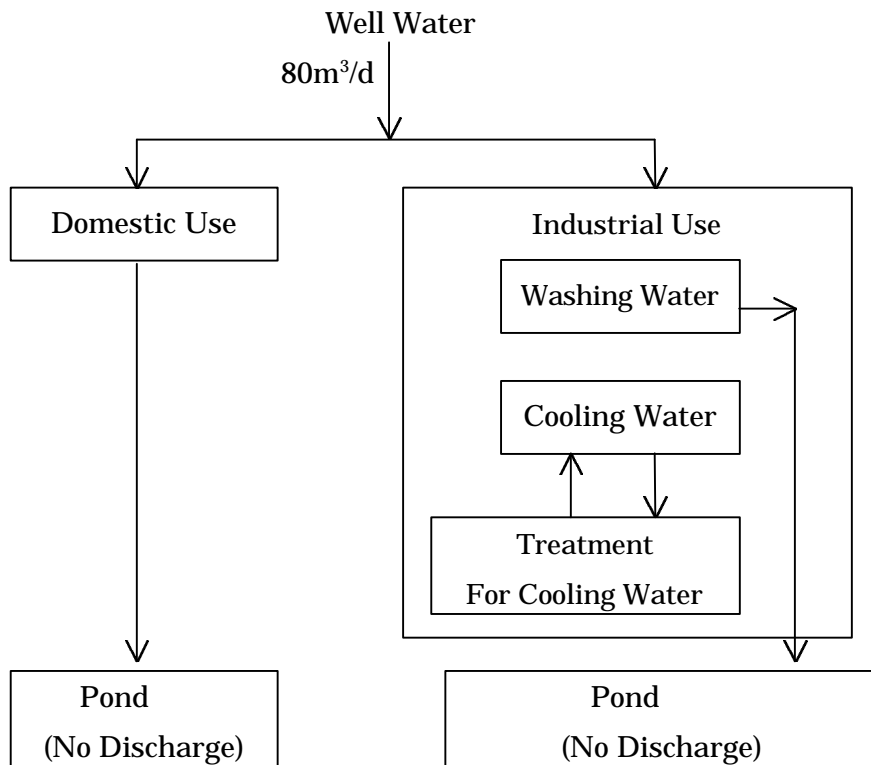 Well Water
80m³/d
Domestic Use
Industrial Use
Washing Water
Cooling Water
Treatment
For Cooling Water
Pond
(No Discharge)
Pond
(No Discharge)